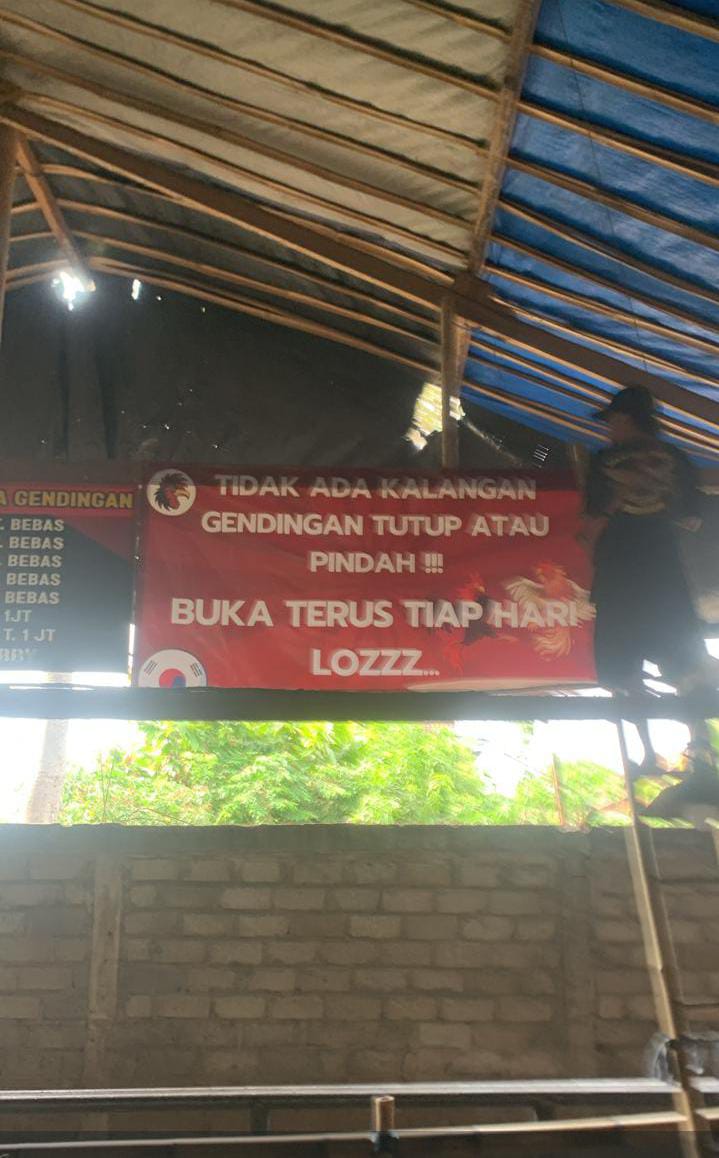 A GENDINGAN
. BEBAS
. BEBAS
. BEBAS
BEBAS
BEBAS
1JT
T. 1 JT
TIDAK ADA KALANGAN
GENDINGAN TUTUP ATAU
PINDAH !!!
BUKA TERUS TIAP HARI
LOZZZ...